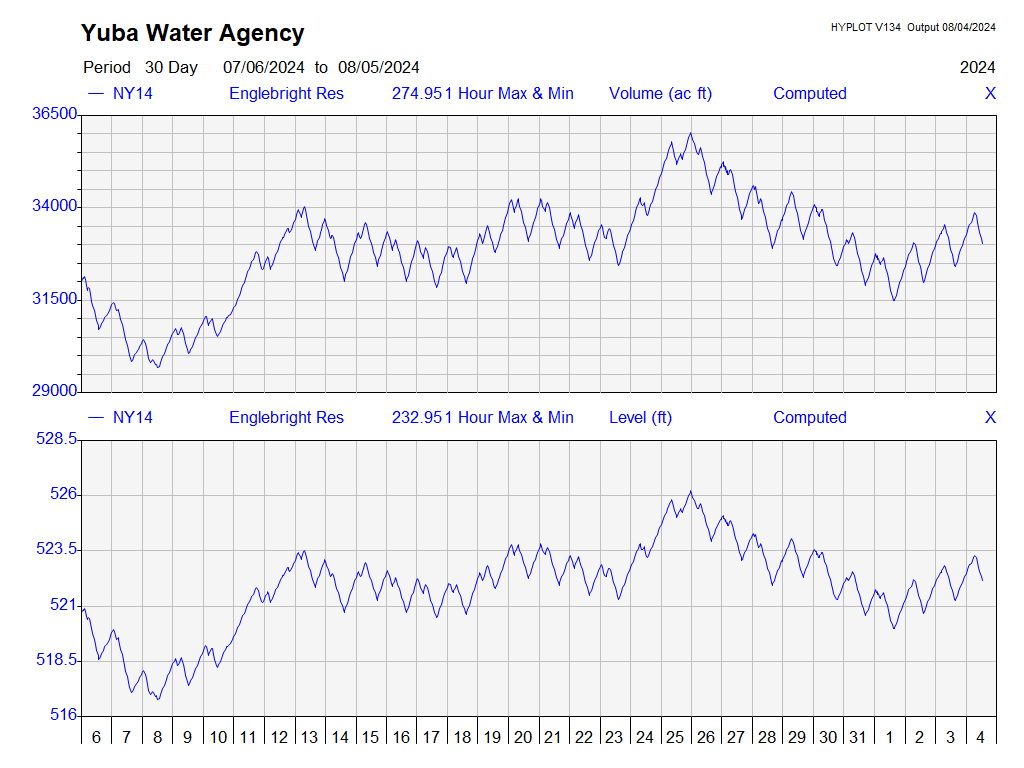 Yuba Water Agency
HYPLOT V134 Output 08/04/2024
Period 30 Day 07/06/2024 to 08/05/2024 2024
— NY14 Englebright Res 274.951 Hour Max & Min Volume (ac ft) Computed X
36500
34000
31500
29000
— NY14 Englebright Res 232.951 Hour Max & Min Level (ft) Computed X
528.5
526
523.5
521
518.5
516
6 7 8 9 10 11 12 13 14 15 16 17 18 19 20 21 22 23 24 25 26 27 28 29 30 31 1 2 3 4